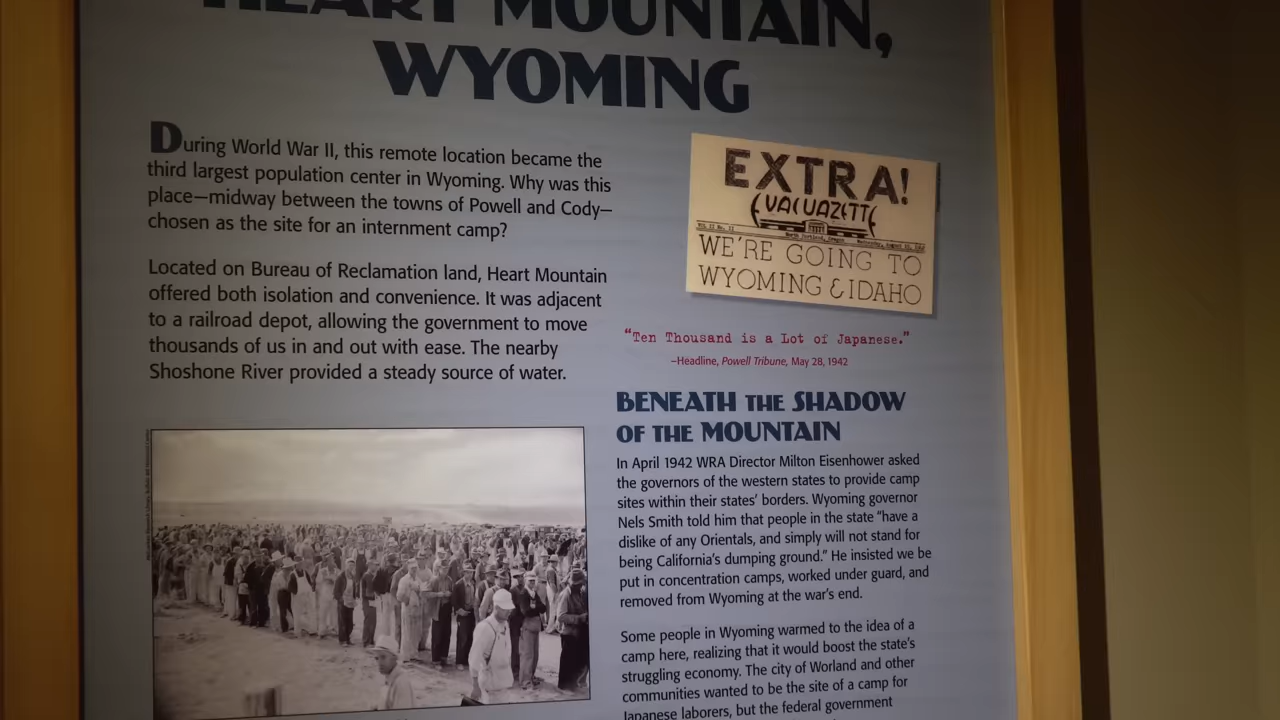 HEART MOUNTAIN,
WYOMING
During World War II, this remote location became the
third largest population center in Wyoming. Why was this
place—midway between the towns of Powell and Cody—
chosen as the site for an internment camp?
Located on Bureau of Reclamation land, Heart Mountain
offered both isolation and convenience. It was adjacent
to a railroad depot, allowing the government to move
thousands of us in and out with ease. The nearby
Shoshone River provided a steady source of water.
EXTRA!
EVACUAZETTE
WE'RE GOING TO
WYOMING & IDAHO
“Ten Thousand is a Lot of Japanese.”
–Headline, Powell Tribune, May 28, 1942
BENEATH THE SHADOW
OF THE MOUNTAIN
In April 1942 WRA Director Milton Eisenhower asked
the governors of the western states to provide camp
sites within their states’ borders. Wyoming governor
Nels Smith told him that people in the state “have a
dislike of any Orientals, and simply will not stand for
being California’s dumping ground.” He insisted we be
put in concentration camps, worked under guard, and
removed from Wyoming at the war’s end.
Some people in Wyoming warmed to the idea of a
camp here, realizing that it would boost the state’s
struggling economy. The city of Worland and other
communities wanted to be the site of a camp for
Japanese laborers, but the federal government